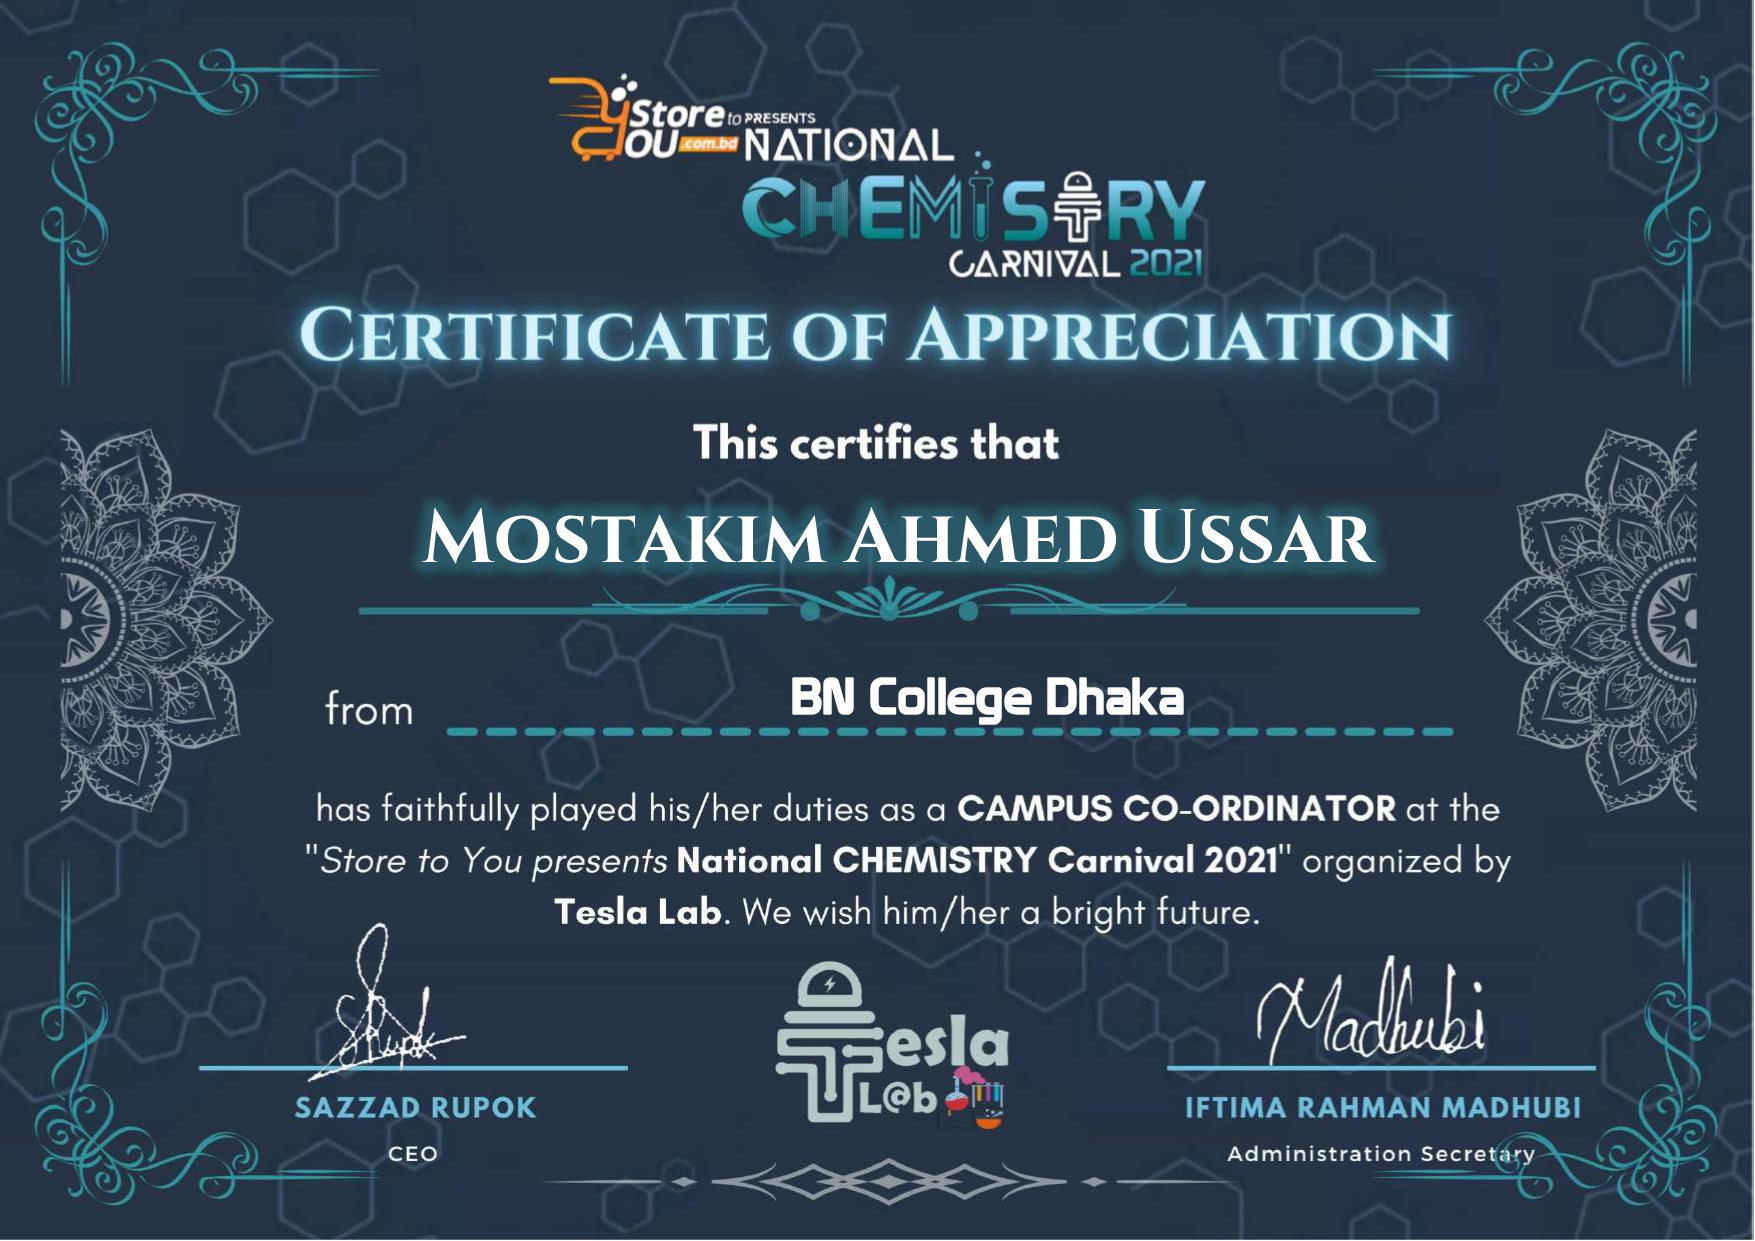 Store to PRESENTS
YOU .com.bd NATIONAL
CHEMISTRY
CARNIVAL 2021
CERTIFICATE OF APPRECIATION
This certifies that
MOSTAKIM AHMED USSAR
from BN College Dhaka
has faithfully played his/her duties as a CAMPUS CO-ORDINATOR at the
"Store to You presents National CHEMISTRY Carnival 2021" organized by
Tesla Lab. We wish him/her a bright future.
SRupok
Madhubi
Tesla
L@b
SAZZAD RUPOK
IFTIMA RAHMAN MADHUBI
CEO
Administration Secretary